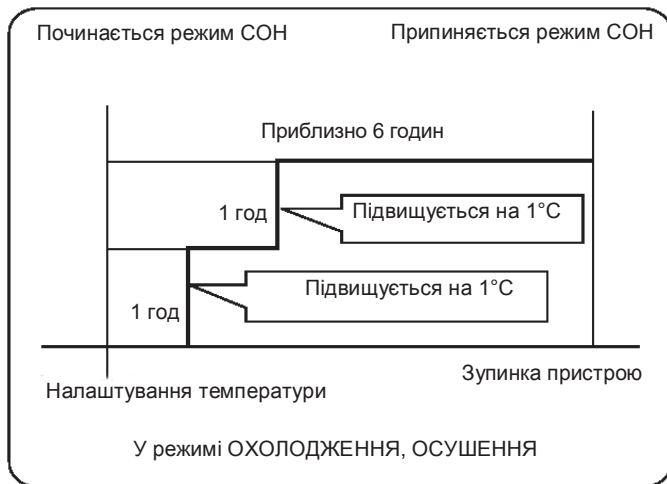 Починається режим СОН
Припиняється режим СОН
Приблизно 6 годин
1 год
Підвищується на 1°C
1 год
Підвищується на 1°C
Налаштування температури
Зупинка пристрою
У режимі ОХОЛОДЖЕННЯ, ОСУШЕННЯ